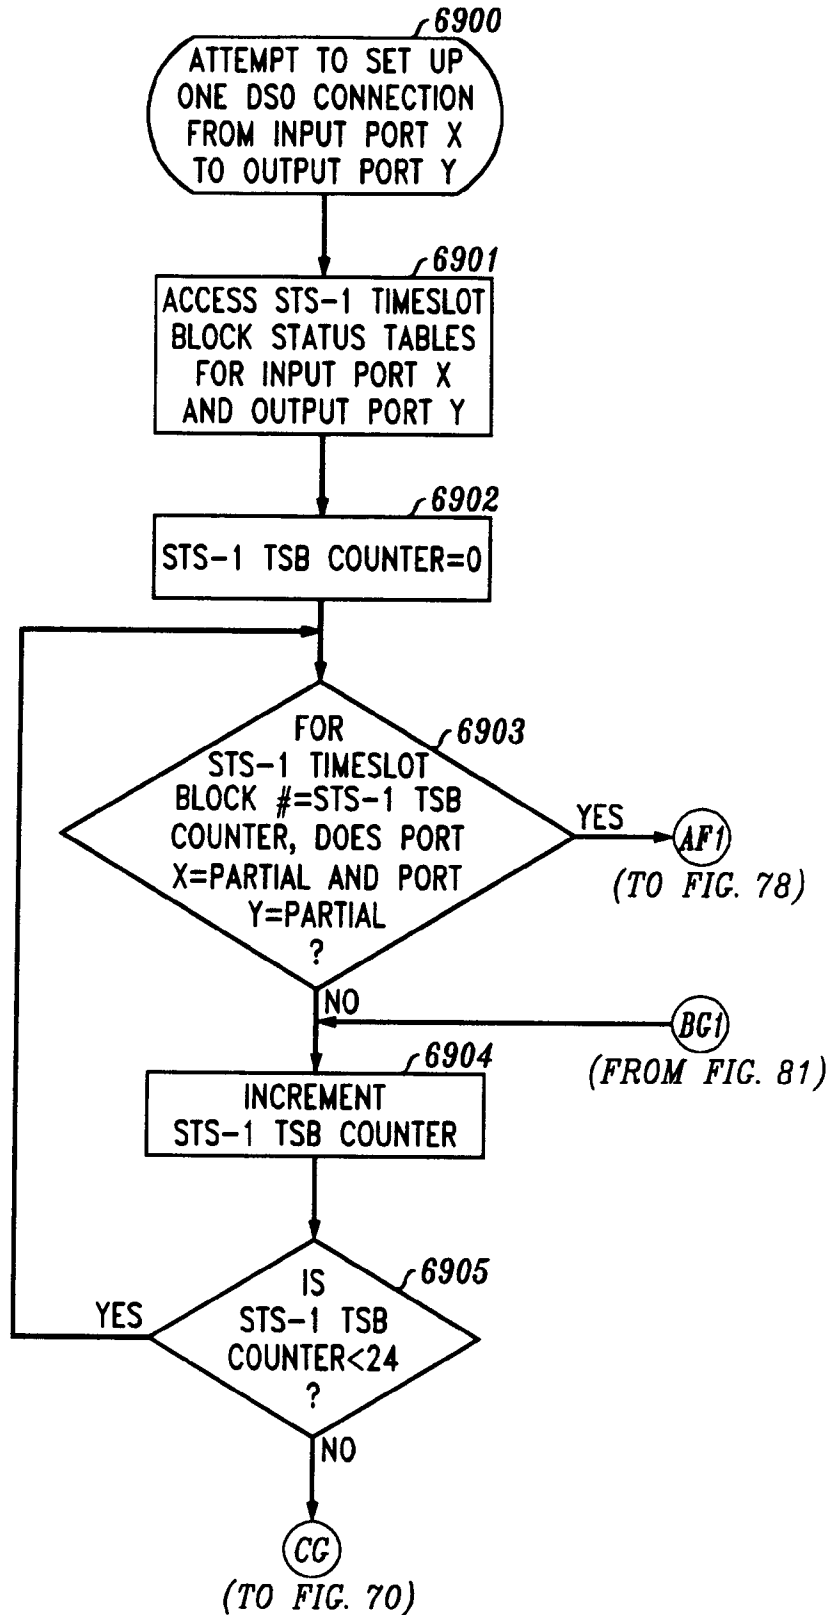 6900
ATTEMPT TO SET UP
ONE DS0 CONNECTION
FROM INPUT PORT X
TO OUTPUT PORT Y
6901
ACCESS STS-1 TIMESLOT
BLOCK STATUS TABLES
FOR INPUT PORT X
AND OUTPUT PORT Y
6902
STS-1 TSB COUNTER=0
6903
FOR
STS-1 TIMESLOT
BLOCK #=STS-1 TSB
COUNTER, DOES PORT
X=PARTIAL AND PORT
Y=PARTIAL
?
YES
AF1
(TO FIG. 78)
NO
BG1
(FROM FIG. 81)
6904
INCREMENT
STS-1 TSB COUNTER
6905
IS
STS-1 TSB
COUNTER<24
?
YES
NO
CG
(TO FIG. 70)